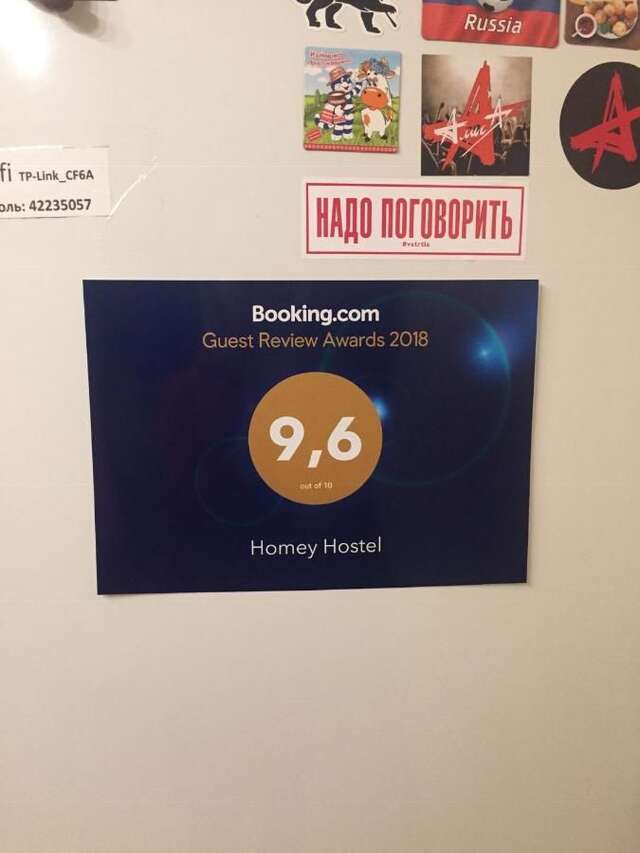 Russia
Алиса
fi TP-Link_CF6A
оль: 42235057
НАДО ПОГОВОРИТЬ
Booking.com
Guest Review Awards 2018
9,6
out of 10
Homey Hostel